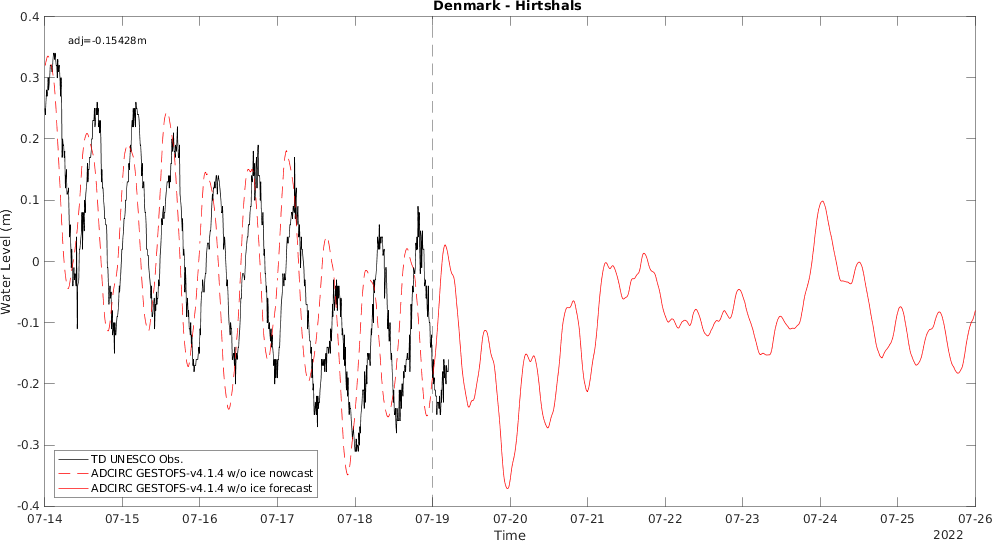 Denmark - Hirtshals
adj=-0.15428m
Water Level (m)
0.4
0.3
0.2
0.1
0
-0.1
-0.2
-0.3
-0.4
TD UNESCO Obs.
ADCIRC GESTOFS-v4.1.4 w/o ice nowcast
ADCIRC GESTOFS-v4.1.4 w/o ice forecast
07-14 07-15 07-16 07-17 07-18 07-19 07-20 07-21 07-22 07-23 07-24 07-25 07-26
Time
2022